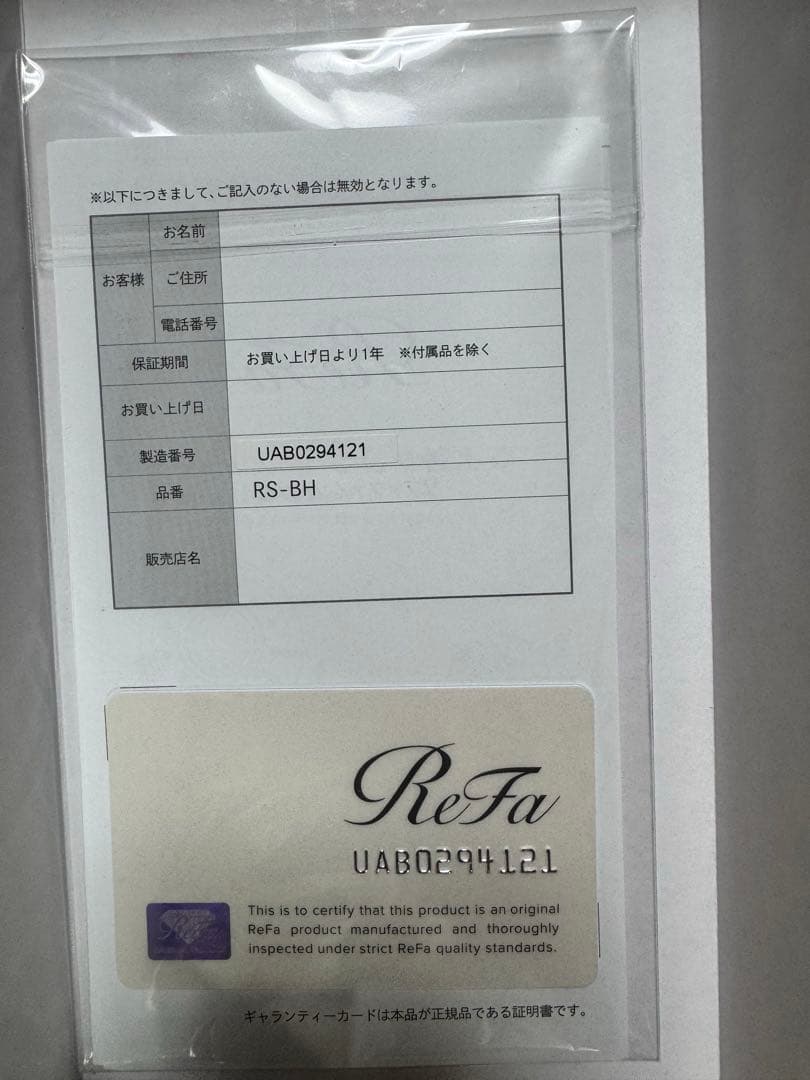 ※以下につきまして、ご記入のない場合は無効となります。
お客様
お名前
ご住所
電話番号
保証期間 お買い上げ日より1年 ※付属品を除く
お買い上げ日
製造番号 UAB0294121
品番 RS-BH
販売店名
ReFa
UAB0294121
This is to certify that this product is an original
ReFa product manufactured and thoroughly
inspected under strict ReFa quality standards.
ギャランティーカードは本品が正規品である証明書です。